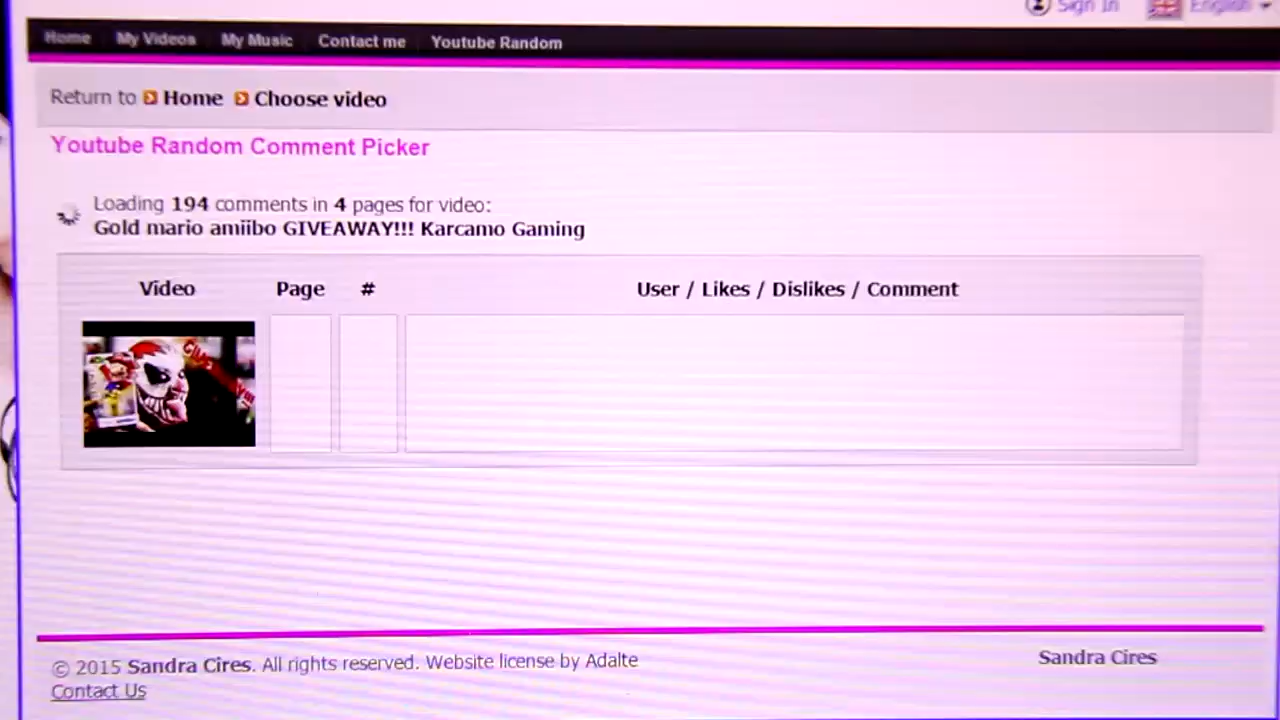 Sign In English
Home My Videos My Music Contact me Youtube Random
Return to Home Choose video
Youtube Random Comment Picker
Loading 194 comments in 4 pages for video:
Gold mario amiibo GIVEAWAY!!! Karcamo Gaming
Video Page # User / Likes / Dislikes / Comment
© 2015 Sandra Cires. All rights reserved. Website license by Adalte
Sandra Cires
Contact Us